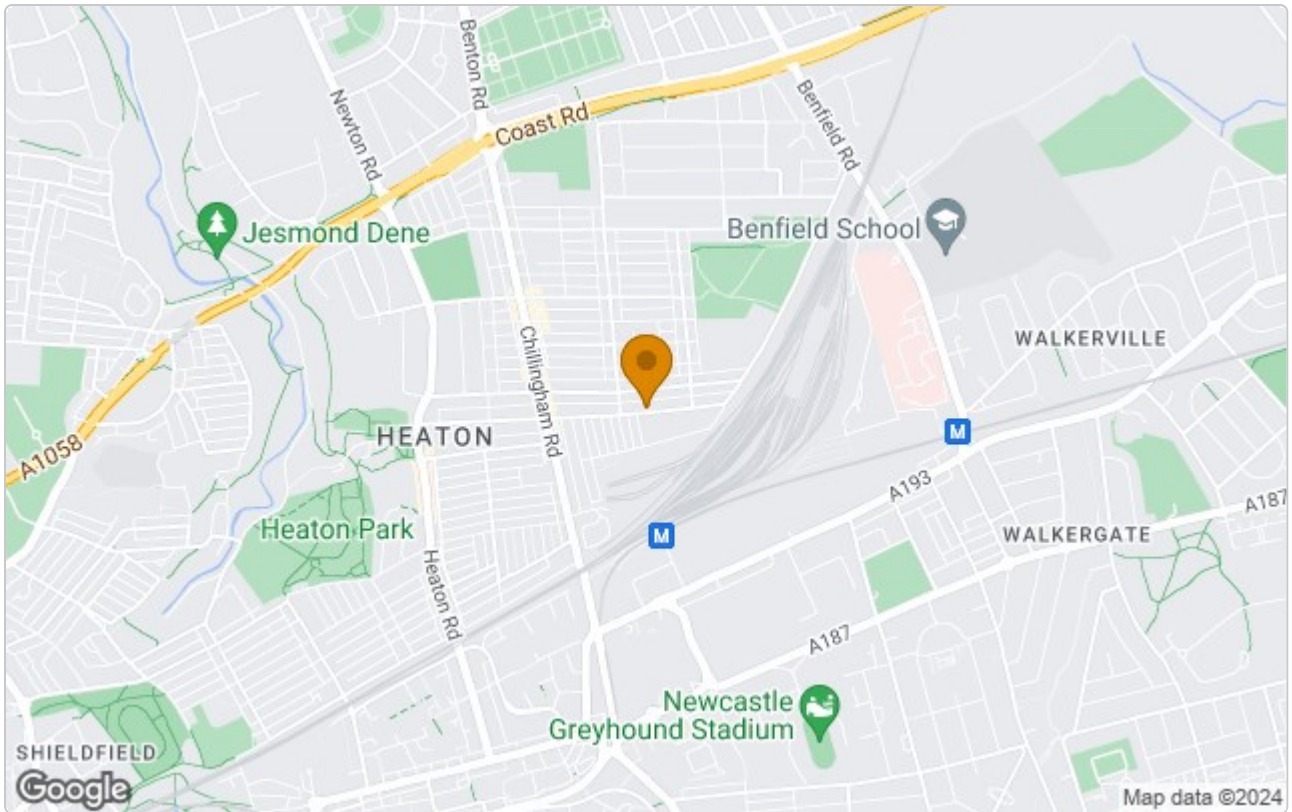 Benton Rd
Newton Rd
Coast Rd
Benfield Rd
Jesmond Dene
Benfield School
Chillingham Rd
WALKERVILLE
HEATON
M
A1058
A193
A187
Heaton Park
M
WALKERGATE
Heaton Rd
A187
Newcastle
Greyhound Stadium
SHIELDFIELD
Google
Map data ©2024